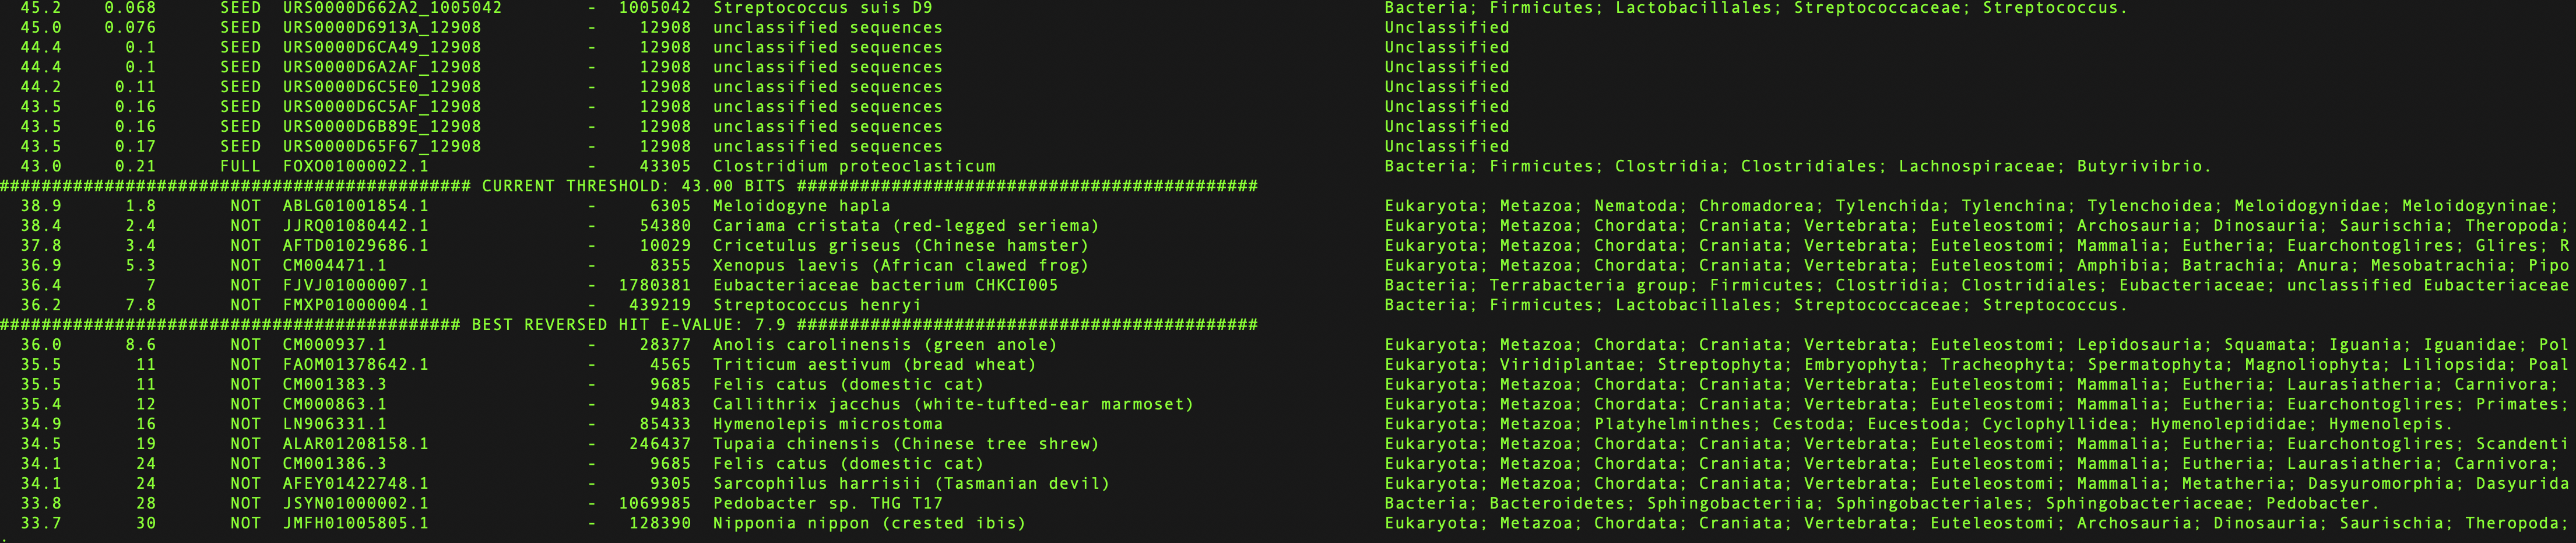 45.2 0.068 SEED URS0000D662A2_1005042 - 1005042 Streptococcus suis D9 Bacteria; Firmicutes; Lactobacillales; Streptococcaceae; Streptococcus.
45.0 0.076 SEED URS0000D6913A_12908 - 12908 unclassified sequences Unclassified
44.4 0.1 SEED URS0000D6CA49_12908 - 12908 unclassified sequences Unclassified
44.4 0.1 SEED URS0000D6A2AF_12908 - 12908 unclassified sequences Unclassified
44.2 0.11 SEED URS0000D6C5E0_12908 - 12908 unclassified sequences Unclassified
43.5 0.16 SEED URS0000D6C5AF_12908 - 12908 unclassified sequences Unclassified
43.5 0.16 SEED URS0000D6B89E_12908 - 12908 unclassified sequences Unclassified
43.5 0.17 SEED URS0000D65F67_12908 - 12908 unclassified sequences Unclassified
43.0 0.21 FULL FOXO01000022.1 - 43305 Clostridium proteoclasticum Bacteria; Firmicutes; Clostridia; Clostridiales; Lachnospiraceae; Butyrivibrio.
############################################# CURRENT THRESHOLD: 43.00 BITS ############################################
38.9 1.8 NOT ABLG01001854.1 - 6305 Meloidogyne hapla Eukaryota; Metazoa; Nematoda; Chromadorea; Tylenchida; Tylenchina; Tylenchoidea; Meloidogynidae; Meloidogyninae;
38.4 2.4 NOT JJRQ01080442.1 - 54380 Cariama cristata (red-legged seriema) Eukaryota; Metazoa; Chordata; Craniata; Vertebrata; Euteleostomi; Archosauria; Dinosauria; Saurischia; Theropoda;
37.8 3.4 NOT AFTD01029686.1 - 10029 Cricetulus griseus (Chinese hamster) Eukaryota; Metazoa; Chordata; Craniata; Vertebrata; Euteleostomi; Mammalia; Eutheria; Euarchontoglires; Glires; R
36.9 5.3 NOT CM004471.1 - 8355 Xenopus laevis (African clawed frog) Eukaryota; Metazoa; Chordata; Craniata; Vertebrata; Euteleostomi; Amphibia; Batrachia; Anura; Mesobatrachia; Pipo
36.4 7 NOT FJVJ01000007.1 - 1780381 Eubacteriaceae bacterium CHKCI005 Bacteria; Terrabacteria group; Firmicutes; Clostridia; Clostridiales; Eubacteriaceae; unclassified Eubacteriaceae
36.2 7.8 NOT FMXP01000004.1 - 439219 Streptococcus henryi Bacteria; Firmicutes; Lactobacillales; Streptococcaceae; Streptococcus.
############################################ BEST REVERSED HIT E-VALUE: 7.9 ############################################
36.0 8.6 NOT CM000937.1 - 28377 Anolis carolinensis (green anole) Eukaryota; Metazoa; Chordata; Craniata; Vertebrata; Euteleostomi; Lepidosauria; Squamata; Iguania; Iguanidae; Pol
35.5 11 NOT FAOM01378642.1 - 4565 Triticum aestivum (bread wheat) Eukaryota; Viridiplantae; Streptophyta; Embryophyta; Tracheophyta; Spermatophyta; Magnoliophyta; Liliopsida; Poal
35.5 11 NOT CM001383.3 - 9685 Felis catus (domestic cat) Eukaryota; Metazoa; Chordata; Craniata; Vertebrata; Euteleostomi; Mammalia; Eutheria; Laurasiatheria; Carnivora;
35.4 12 NOT CM000863.1 - 9483 Callithrix jacchus (white-tufted-ear marmoset) Eukaryota; Metazoa; Chordata; Craniata; Vertebrata; Euteleostomi; Mammalia; Eutheria; Euarchontoglires; Primates;
34.9 16 NOT LN906331.1 - 85433 Hymenolepis microstoma Eukaryota; Metazoa; Platyhelminthes; Cestoda; Eucestoda; Cyclophyllidea; Hymenolepididae; Hymenolepis.
34.5 19 NOT ALAR01208158.1 - 246437 Tupaia chinensis (Chinese tree shrew) Eukaryota; Metazoa; Chordata; Craniata; Vertebrata; Euteleostomi; Mammalia; Eutheria; Euarchontoglires; Scandenti
34.1 24 NOT CM001386.3 - 9685 Felis catus (domestic cat) Eukaryota; Metazoa; Chordata; Craniata; Vertebrata; Euteleostomi; Mammalia; Eutheria; Laurasiatheria; Carnivora;
34.1 24 NOT AFEY01422748.1 - 9305 Sarcophilus harrisii (Tasmanian devil) Eukaryota; Metazoa; Chordata; Craniata; Vertebrata; Euteleostomi; Mammalia; Metatheria; Dasyuromorphia; Dasyurida
33.8 28 NOT JSYN01000002.1 - 1069985 Pedobacter sp. THG T17 Bacteria; Bacteroidetes; Sphingobacteriia; Sphingobacteriales; Sphingobacteriaceae; Pedobacter.
33.7 30 NOT JMFH01005805.1 - 128390 Nipponia nippon (crested ibis) Eukaryota; Metazoa; Chordata; Craniata; Vertebrata; Euteleostomi; Archosauria; Dinosauria; Saurischia; Theropoda;